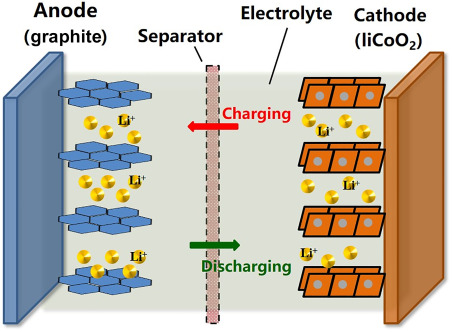 Anode
(graphite)
Separator
Electrolyte
Cathode
(liCoO₂)
Li⁺
Charging
Li⁺
Li⁺
Li⁺
Discharging
Li⁺
Li⁺